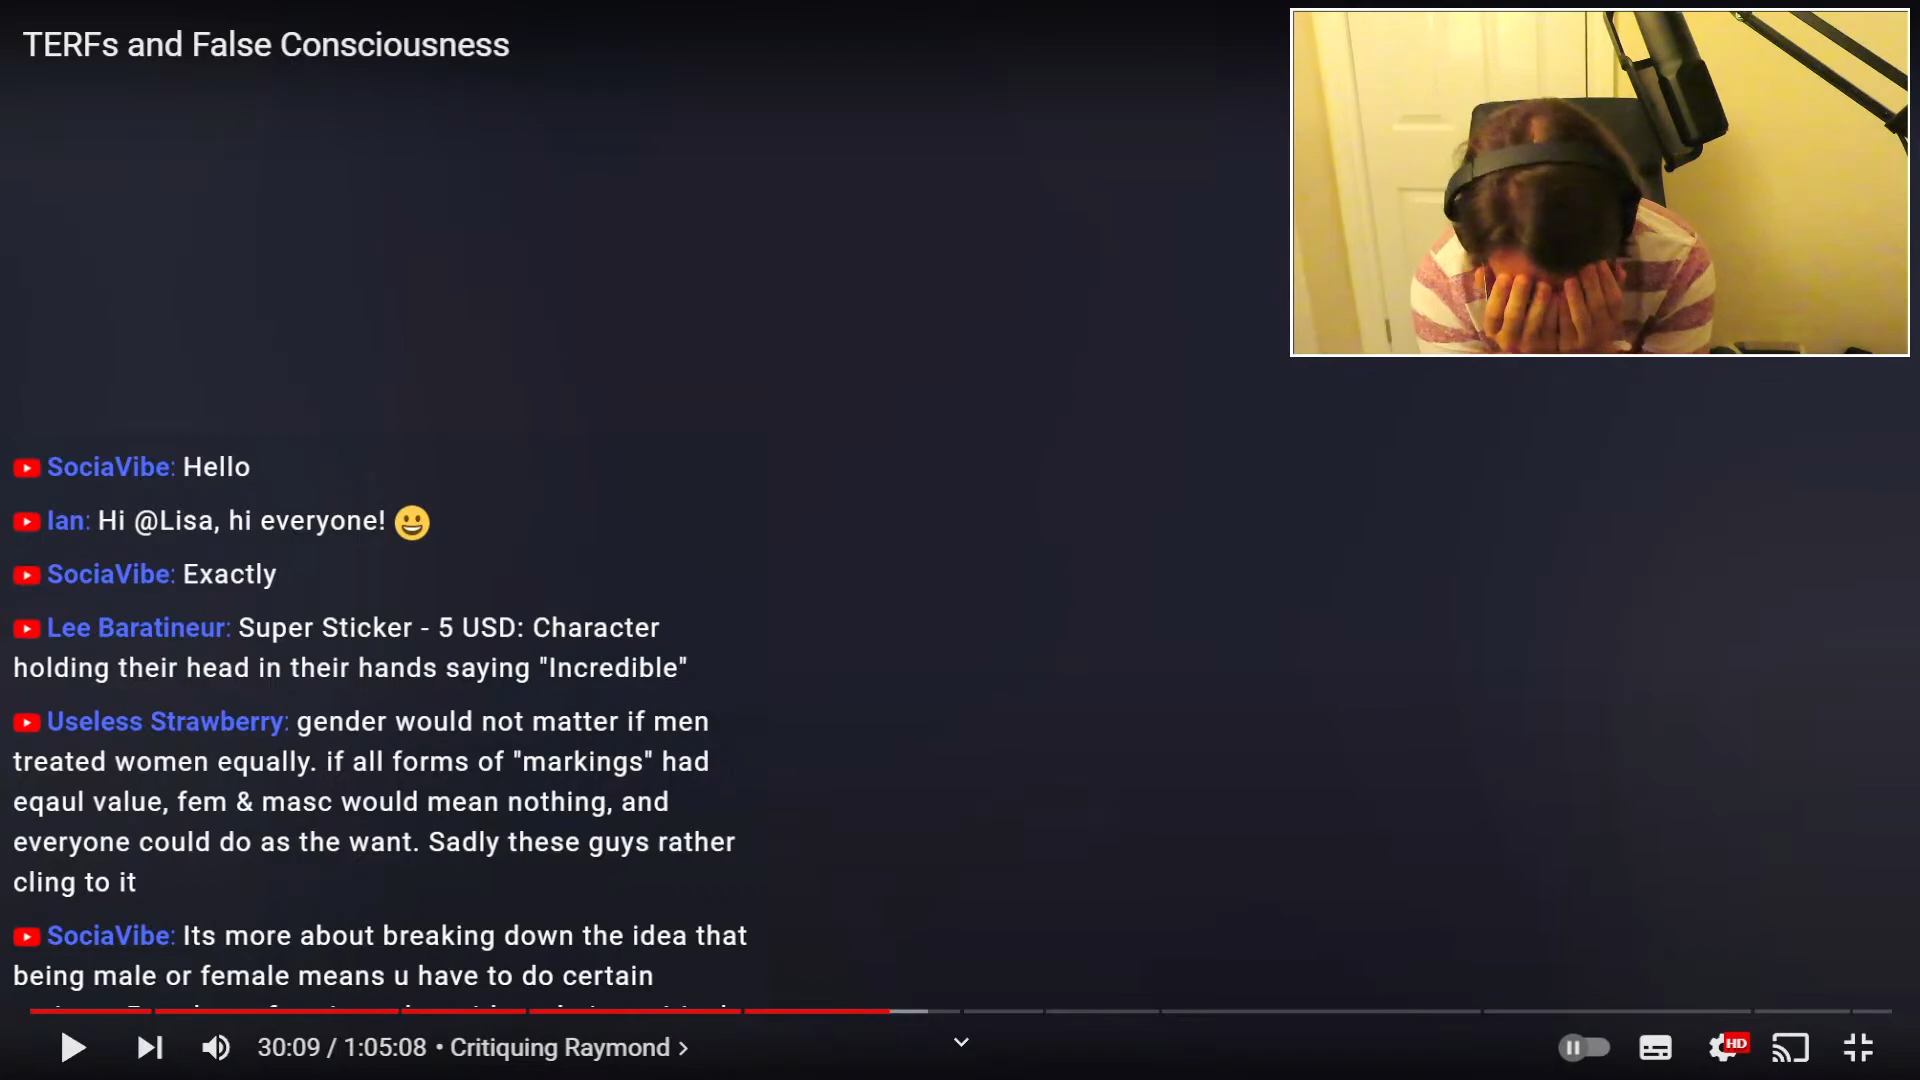 TERFs and False Consciousness
SociaVibe: Hello
Ian: Hi @Lisa, hi everyone!
SociaVibe: Exactly
Lee Baratineur: Super Sticker - 5 USD: Character
holding their head in their hands saying "Incredible"
Useless Strawberry: gender would not matter if men
treated women equally. if all forms of "markings" had
eqaul value, fem & masc would mean nothing, and
everyone could do as the want. Sadly these guys rather
cling to it
SociaVibe: Its more about breaking down the idea that
being male or female means u have to do certain
30:09 / 1:05:08 • Critiquing Raymond
HD